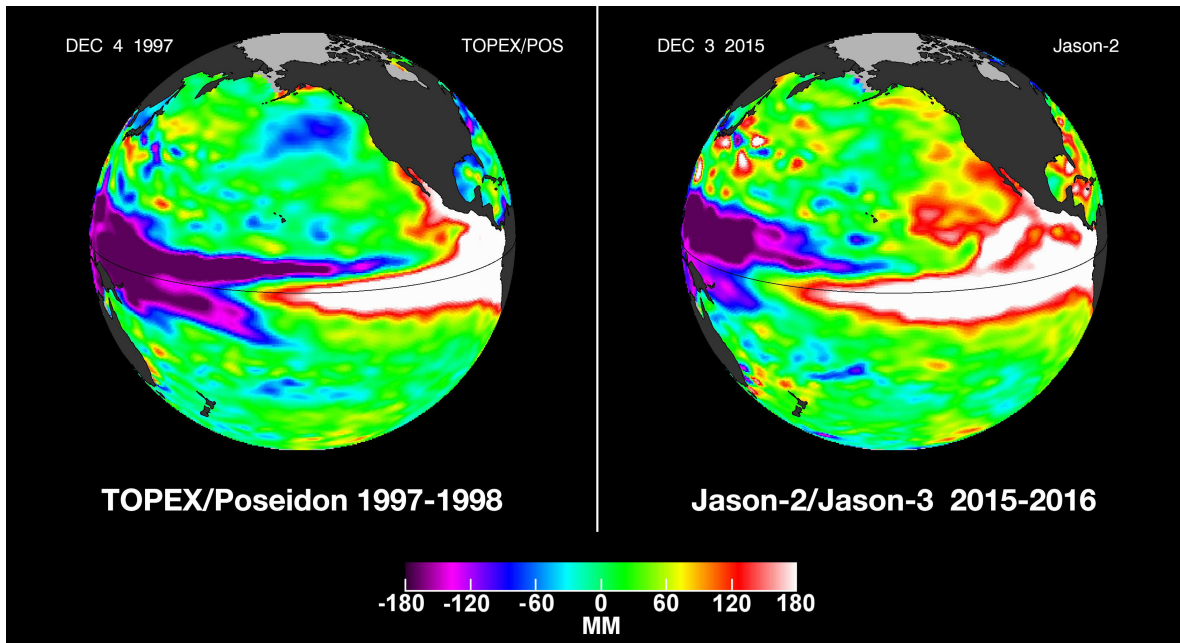 DEC 4 1997
TOPEX/POS
DEC 3 2015
Jason-2
TOPEX/Poseidon 1997-1998
Jason-2/Jason-3 2015-2016
-180 -120 -60 0 60 120 180
MM